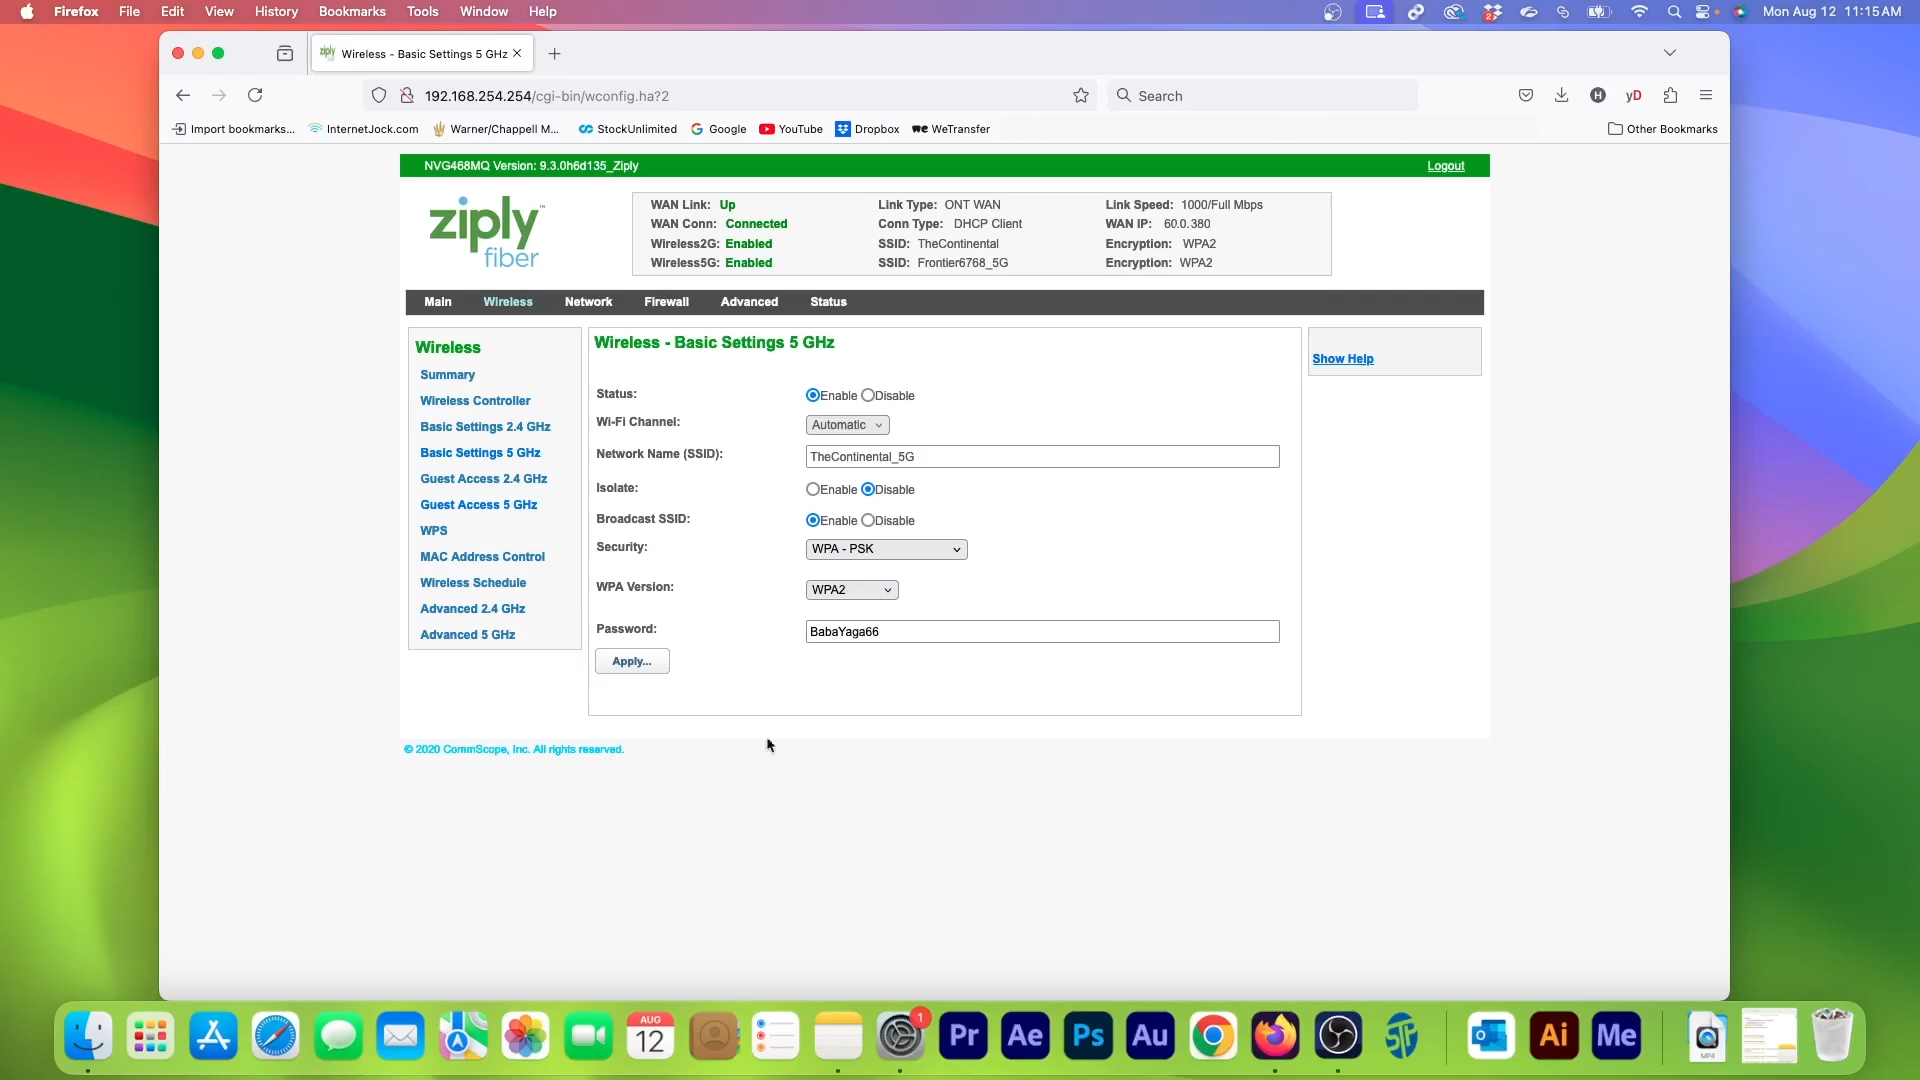 Firefox File Edit View History Bookmarks Tools Window Help
2
Mon Aug 12 11:15AM
ziply Wireless - Basic Settings 5 GHz
192.168.254.254/cgi-bin/wconfig.ha?2
Search
H
yD
Import bookmarks...
InternetJock.com
Warner/Chappell M...
StockUnlimited
Google
YouTube
Dropbox
we WeTransfer
Other Bookmarks
NVG468MQ Version: 9.3.0h6d135_Ziply
Logout
ziply™
fiber
WAN Link: Up Link Type: ONT WAN Link Speed: 1000/Full Mbps
WAN Conn: Connected Conn Type: DHCP Client WAN IP: 60.0.380
Wireless2G: Enabled SSID: TheContinental Encryption: WPA2
Wireless5G: Enabled SSID: Frontier6768_5G Encryption: WPA2
Main Wireless Network Firewall Advanced Status
Wireless
Summary
Wireless Controller
Basic Settings 2.4 GHz
Basic Settings 5 GHz
Guest Access 2.4 GHz
Guest Access 5 GHz
WPS
MAC Address Control
Wireless Schedule
Advanced 2.4 GHz
Advanced 5 GHz
Wireless - Basic Settings 5 GHz
Status: Enable Disable
Wi-Fi Channel: Automatic
Network Name (SSID): TheContinental_5G
Isolate: Enable Disable
Broadcast SSID: Enable Disable
Security: WPA - PSK
WPA Version: WPA2
Password: BabaYaga66
Apply...
Show Help
© 2020 CommScope, Inc. All rights reserved.
AUG
12
1
Pr
Ae
Ps
Au
Ai
Me
MP4